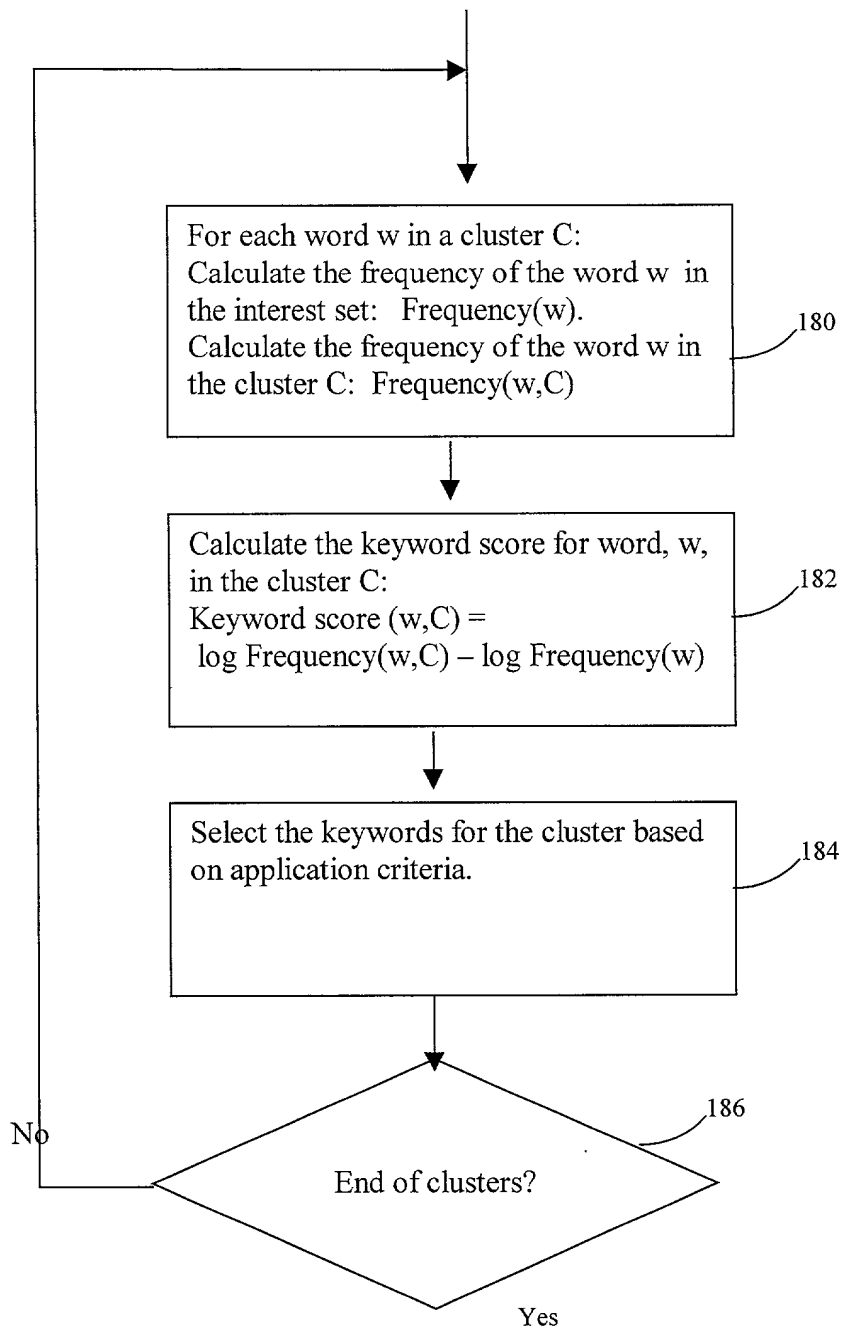 For each word w in a cluster C:
Calculate the frequency of the word w in
the interest set: Frequency(w).
Calculate the frequency of the word w in
the cluster C: Frequency(w,C)
180
Calculate the keyword score for word, w,
in the cluster C:
Keyword score (w,C) =
log Frequency(w,C) – log Frequency(w)
182
Select the keywords for the cluster based
on application criteria.
184
186
No
End of clusters?
Yes